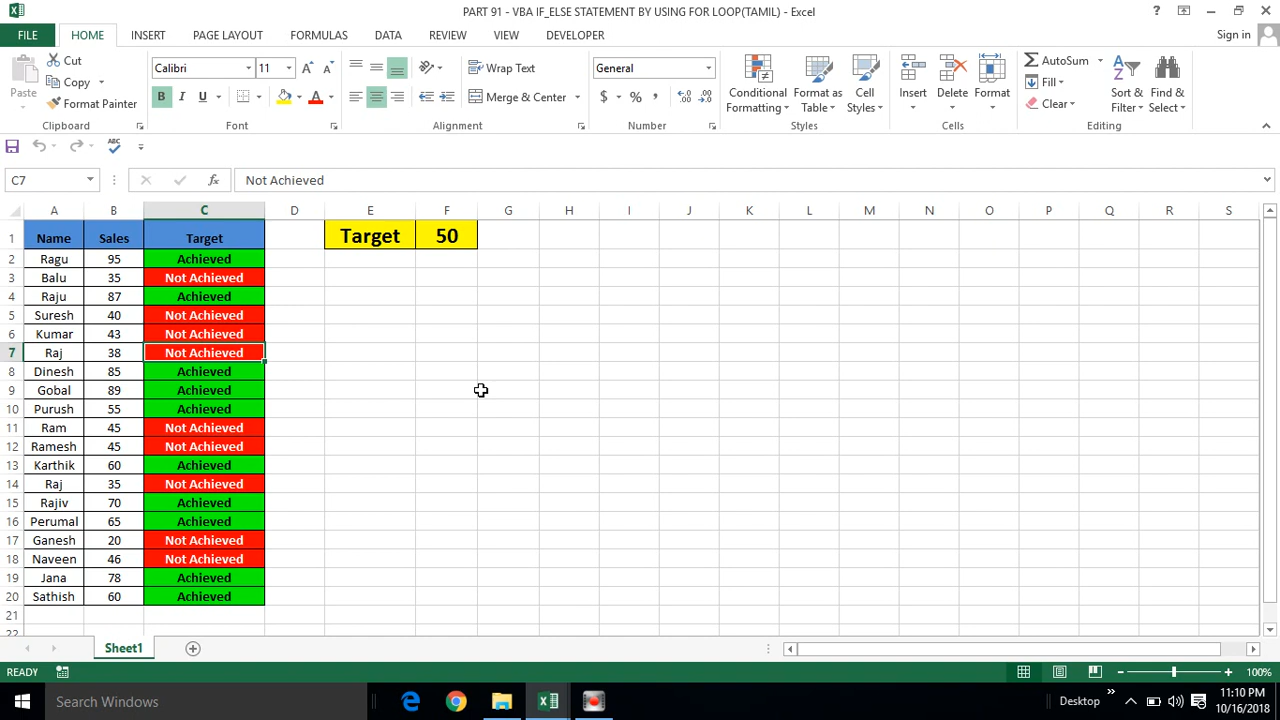 PART 91 - VBA IF_ELSE STATEMENT BY USING FOR LOOP(TAMIL) - Excel
FILE HOME INSERT PAGE LAYOUT FORMULAS DATA REVIEW VIEW DEVELOPER Sign in
Paste
Cut
Copy
Format Painter
Clipboard
Calibri 11
B I U
Font
Wrap Text
Merge & Center
Alignment
General
$ % ,
Number
Conditional Formatting
Format as Table
Cell Styles
Styles
Insert Delete Format
Cells
AutoSum
Fill
Clear
Sort & Filter
Find & Select
Editing
C7 Not Achieved
A B C D E F G H I J K L M N O P Q R S
1 Name Sales Target Target 50
2 Ragu 95 Achieved
3 Balu 35 Not Achieved
4 Raju 87 Achieved
5 Suresh 40 Not Achieved
6 Kumar 43 Not Achieved
7 Raj 38 Not Achieved
8 Dinesh 85 Achieved
9 Gobal 89 Achieved
10 Purush 55 Achieved
11 Ram 45 Not Achieved
12 Ramesh 45 Not Achieved
13 Karthik 60 Achieved
14 Raj 35 Not Achieved
15 Rajiv 70 Achieved
16 Perumal 65 Achieved
17 Ganesh 20 Not Achieved
18 Naveen 46 Not Achieved
19 Jana 78 Achieved
20 Sathish 60 Achieved
21
22
Sheet1
READY 100%
Search Windows Desktop 11:10 PM
10/16/2018